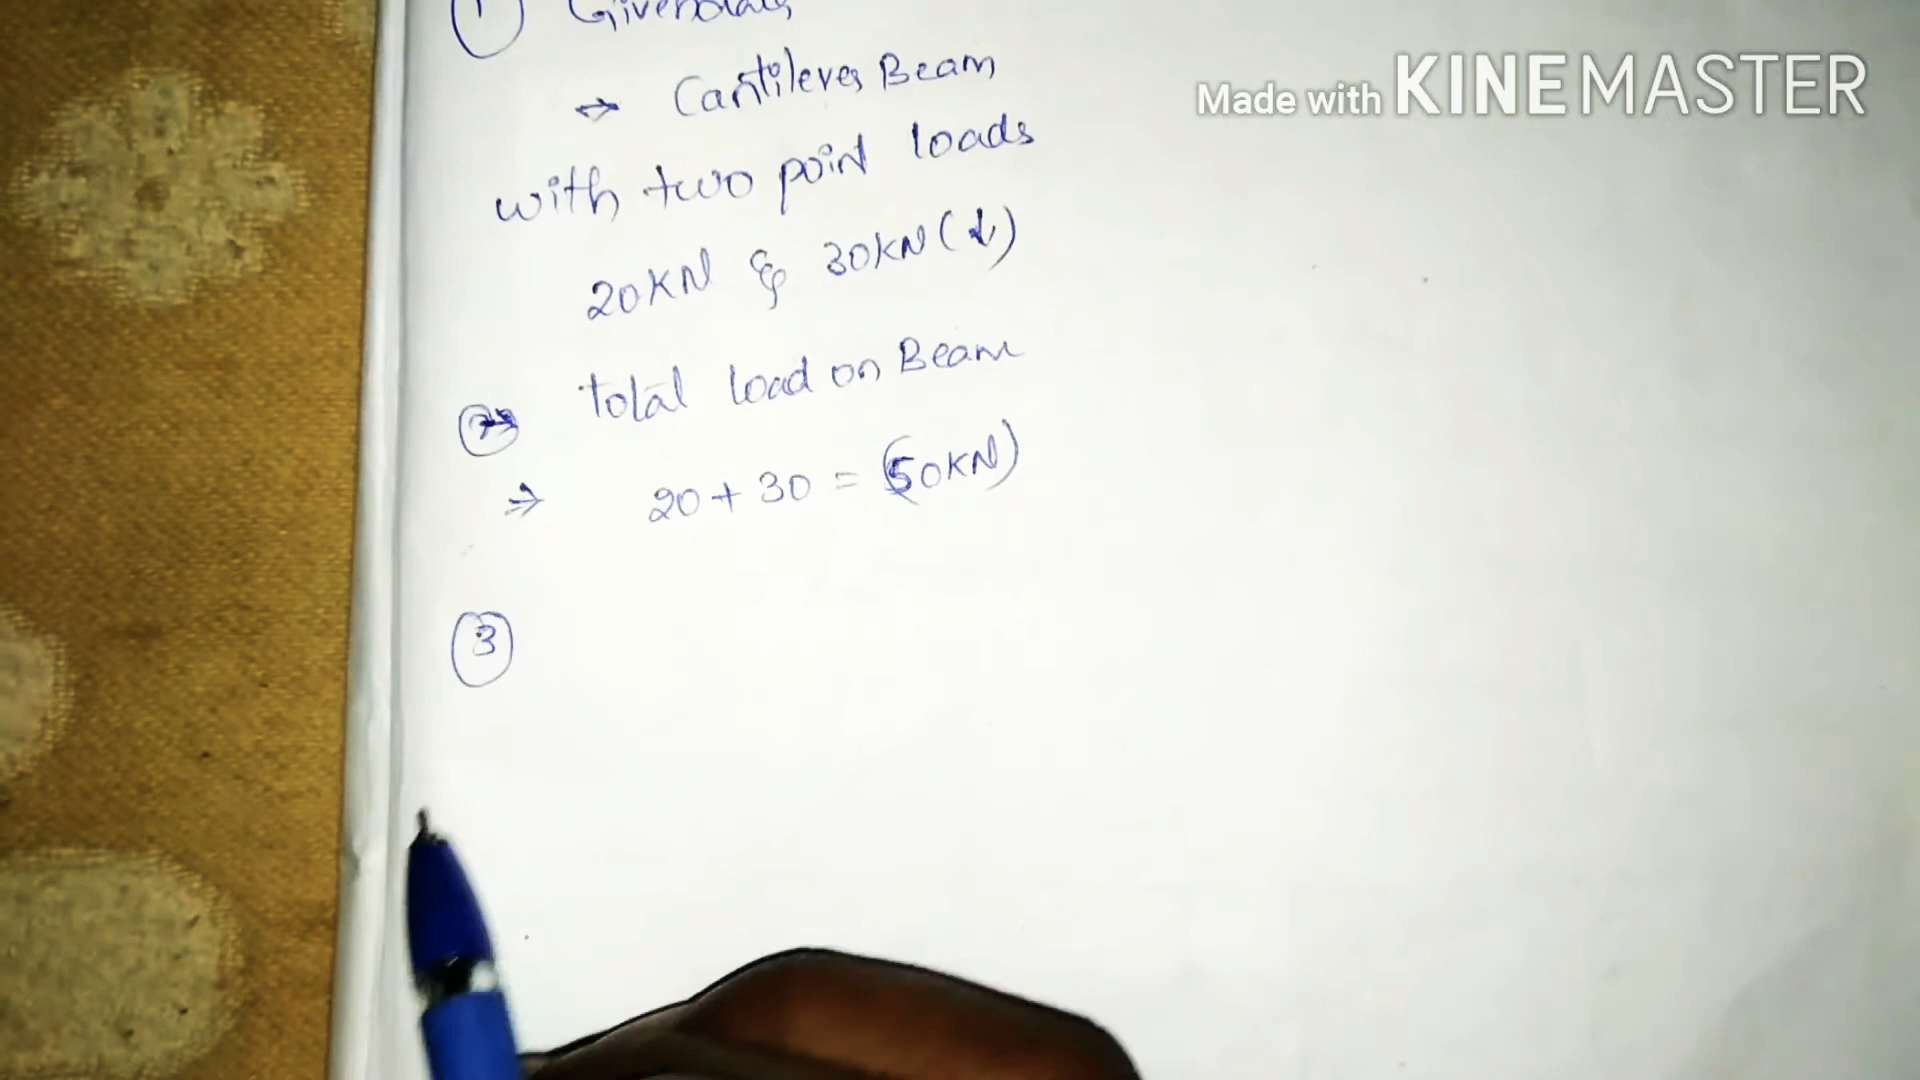 ① Given data
Made with KINEMASTER
→ Cantilever Beam
with two point loads
20KN & 30KN (↓)
total load on Beam
⇒ 20 + 30 = (50KN)
③